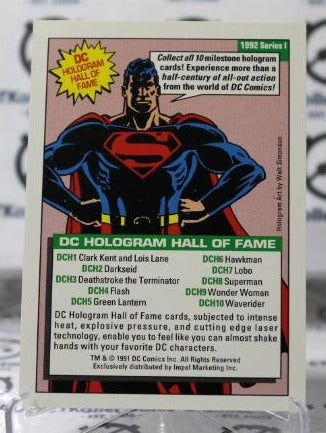 1992 Series I
DC
HOLOGRAM
HALL OF
FAME
Collect all 10 milestone hologram
cards! Experience more than a
half-century of all-out action
from the world of DC Comics!
Hologram Art by Walt Simonson
DC HOLOGRAM HALL OF FAME
DCH1 Clark Kent and Lois Lane
DCH2 Darkseid
DCH3 Deathstroke the Terminator
DCH4 Flash
DCH5 Green Lantern
DCH6 Hawkman
DCH7 Lobo
DCH8 Superman
DCH9 Wonder Woman
DCH10 Waverider
DC Hologram Hall of Fame cards, subjected to intense
heat, explosive pressure, and cutting edge laser
technology, enable you to feel like you can almost shake
hands with your favorite DC characters.
TM & © 1991 DC Comics Inc. All Rights Reserved
Exclusively distributed by Impel Marketing Inc.